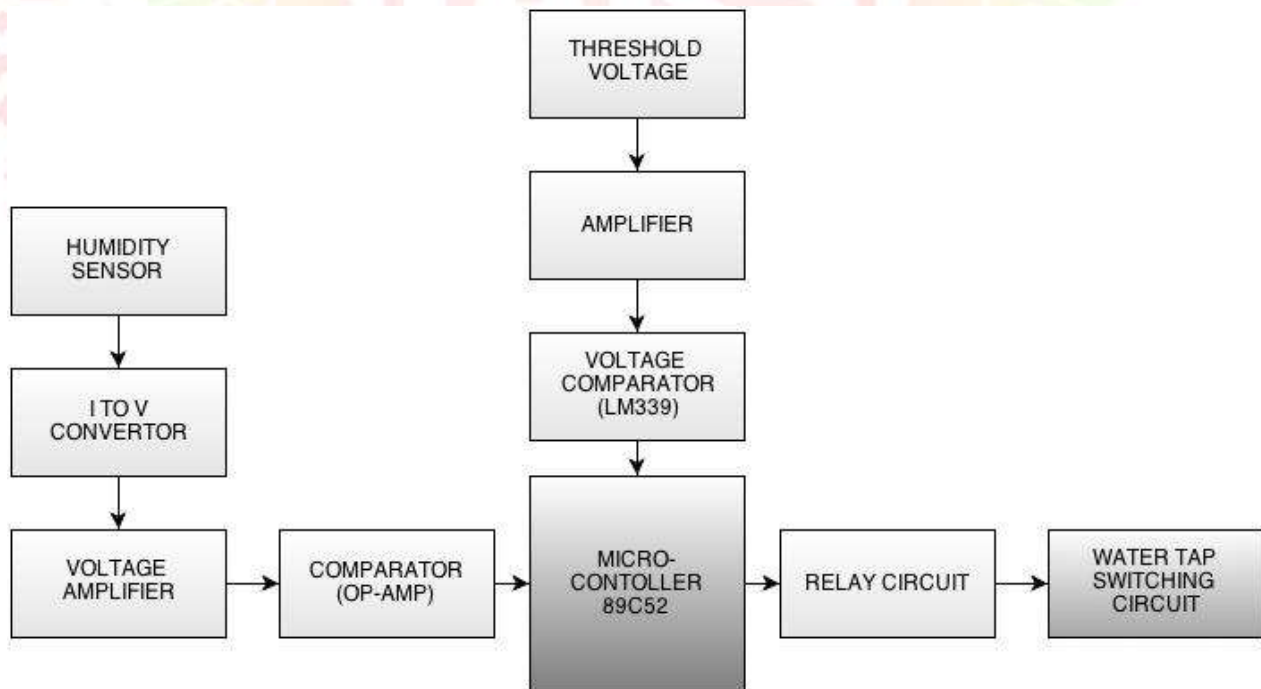 THRESHOLD
VOLTAGE
AMPLIFIER
HUMIDITY
SENSOR
VOLTAGE
COMPARATOR
(LM339)
I TO V
CONVERTOR
VOLTAGE
AMPLIFIER
COMPARATOR
(OP-AMP)
MICRO-
CONTOLLER
89C52
RELAY CIRCUIT
WATER TAP
SWITCHING
CIRCUIT